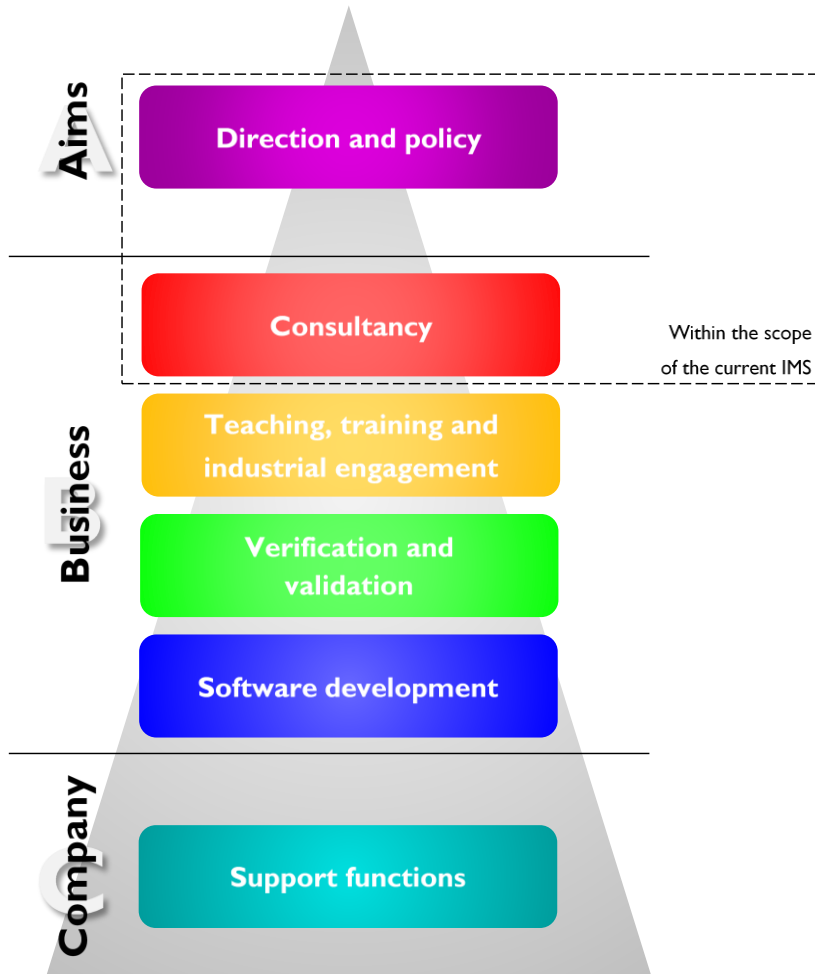 A
Aims
Direction and policy
Consultancy
Within the scope
of the current IMS
B
Business
Teaching, training and
industrial engagement
Verification and
validation
Software development
C
Company
Support functions